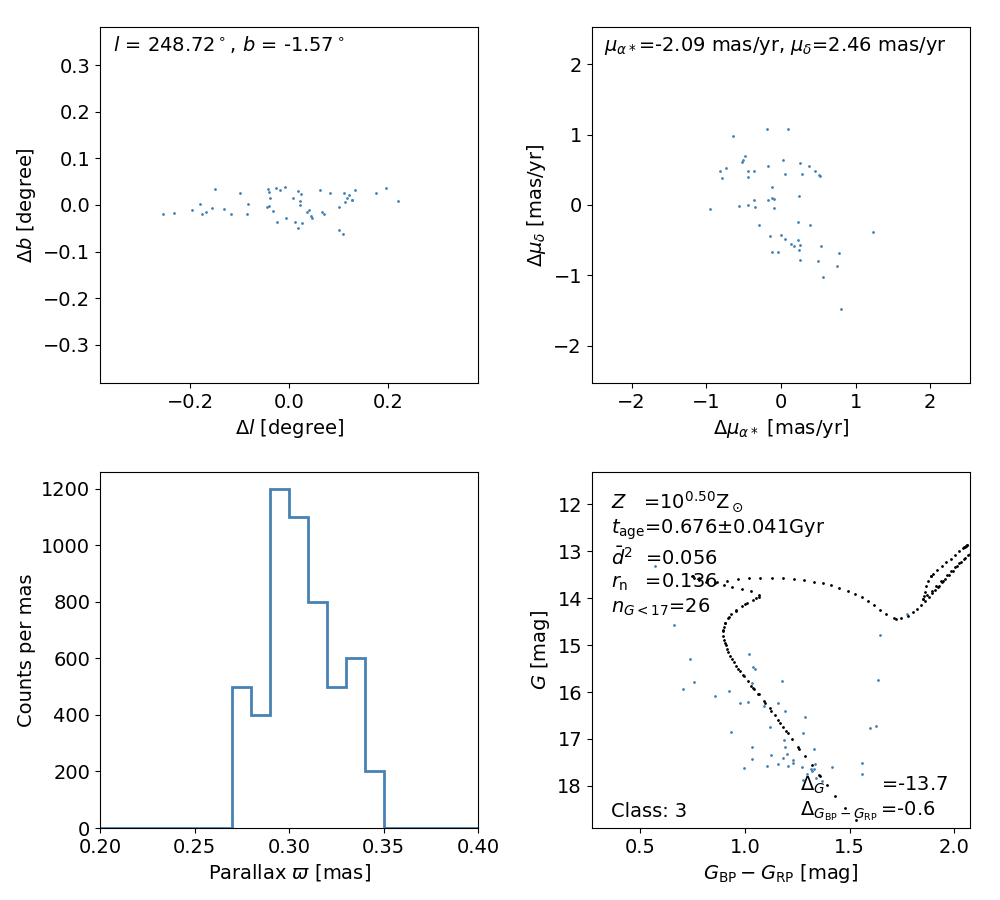 l = 248.72°, b = -1.57°
0.3
0.2
0.1
0.0
−0.1
−0.2
−0.3
Δb [degree]
−0.2
0.0
0.2
Δl [degree]
μα*=-2.09 mas/yr, μδ=2.46 mas/yr
2
1
0
−1
−2
Δμδ [mas/yr]
−2
−1
0
1
2
Δμα* [mas/yr]
1200
1000
800
600
400
200
0
Counts per mas
0.20
0.25
0.30
0.35
0.40
Parallax ϖ [mas]
Z =10^0.50 Z⊙
t_age=0.676±0.041Gyr
d̄² =0.056
r_n =0.136
n_G<17=26
12
13
14
15
16
17
18
G [mag]
Δ_G =-13.7
Δ_GBP−GRP =-0.6
Class: 3
0.5
1.0
1.5
2.0
G_BP − G_RP [mag]